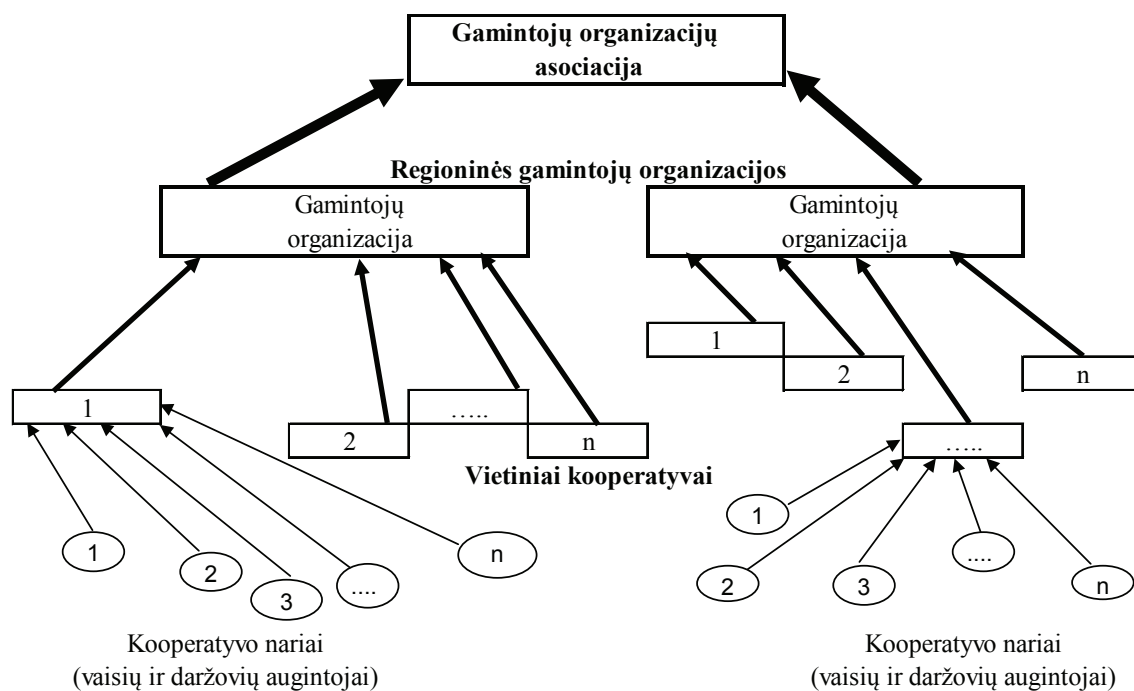 Gamintojų organizacijų
asociacija
Regioninės gamintojų organizacijos
Gamintojų
organizacija
Gamintojų
organizacija
1
2
n
1
…..
2
n
…..
Vietiniai kooperatyvai
1
2
3
....
n
1
2
3
....
n
Kooperatyvo nariai
(vaisių ir daržovių augintojai)
Kooperatyvo nariai
(vaisių ir daržovių augintojai)